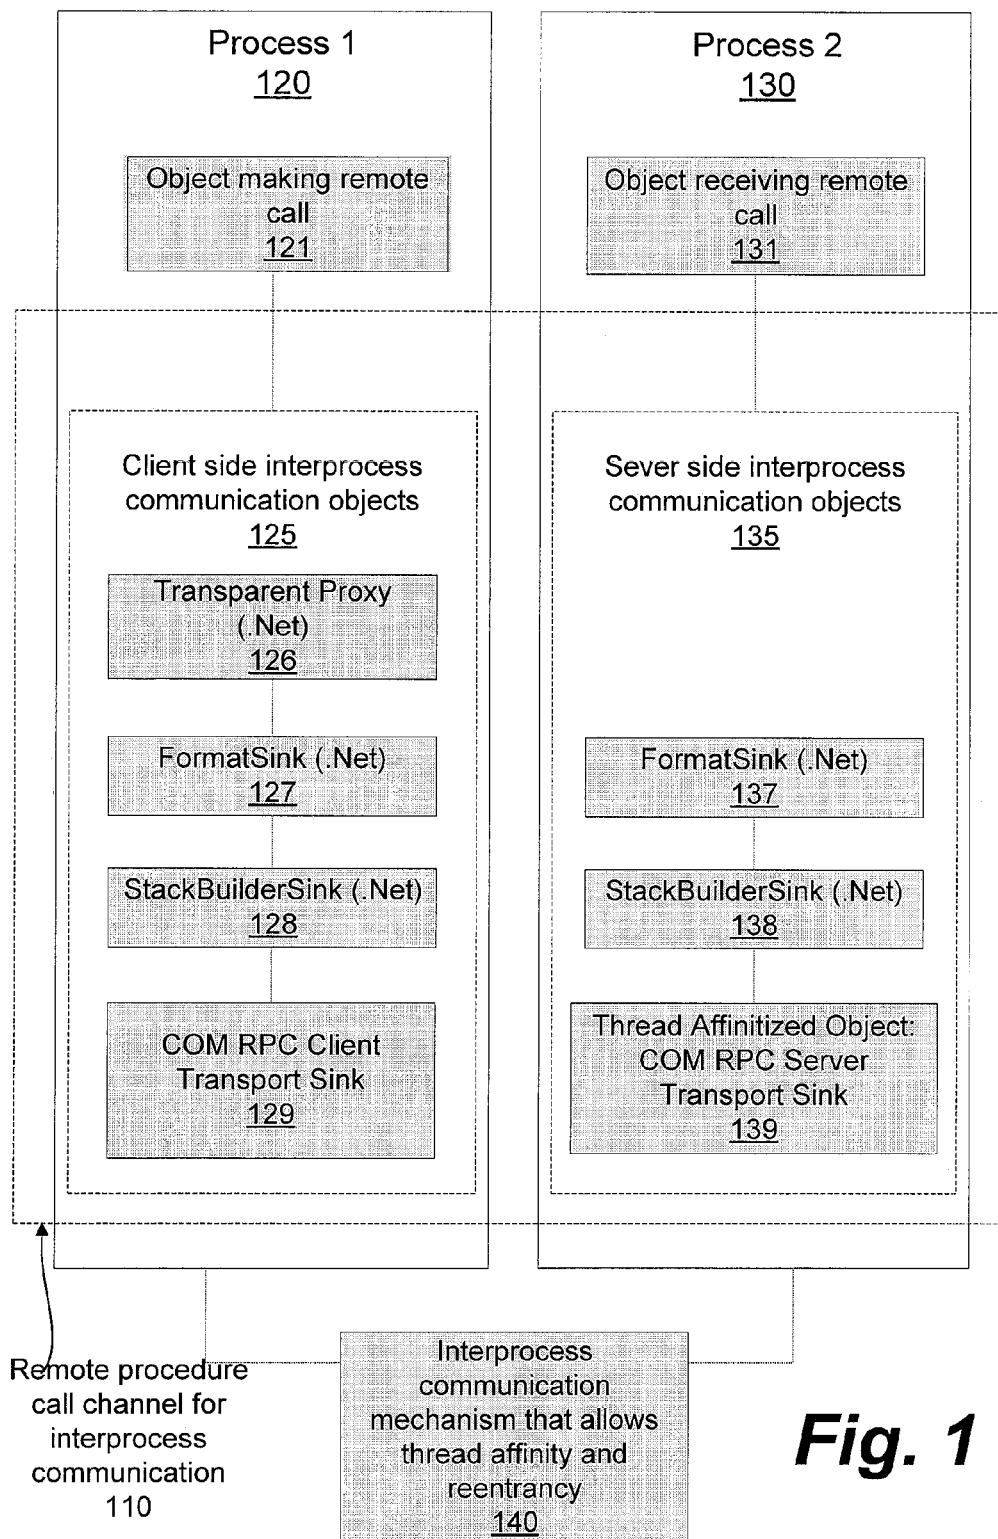 Process 1
120
Object making remote
call
121
Client side interprocess
communication objects
125
Transparent Proxy
(.Net)
126
FormatSink (.Net)
127
StackBuilderSink (.Net)
128
COM RPC Client
Transport Sink
129
Process 2
130
Object receiving remote
call
131
Sever side interprocess
communication objects
135
FormatSink (.Net)
137
StackBuilderSink (.Net)
138
Thread Affinitized Object:
COM RPC Server
Transport Sink
139
Remote procedure
call channel for
interprocess
communication
110
Interprocess
communication
mechanism that allows
thread affinity and
reentrancy
140
Fig. 1